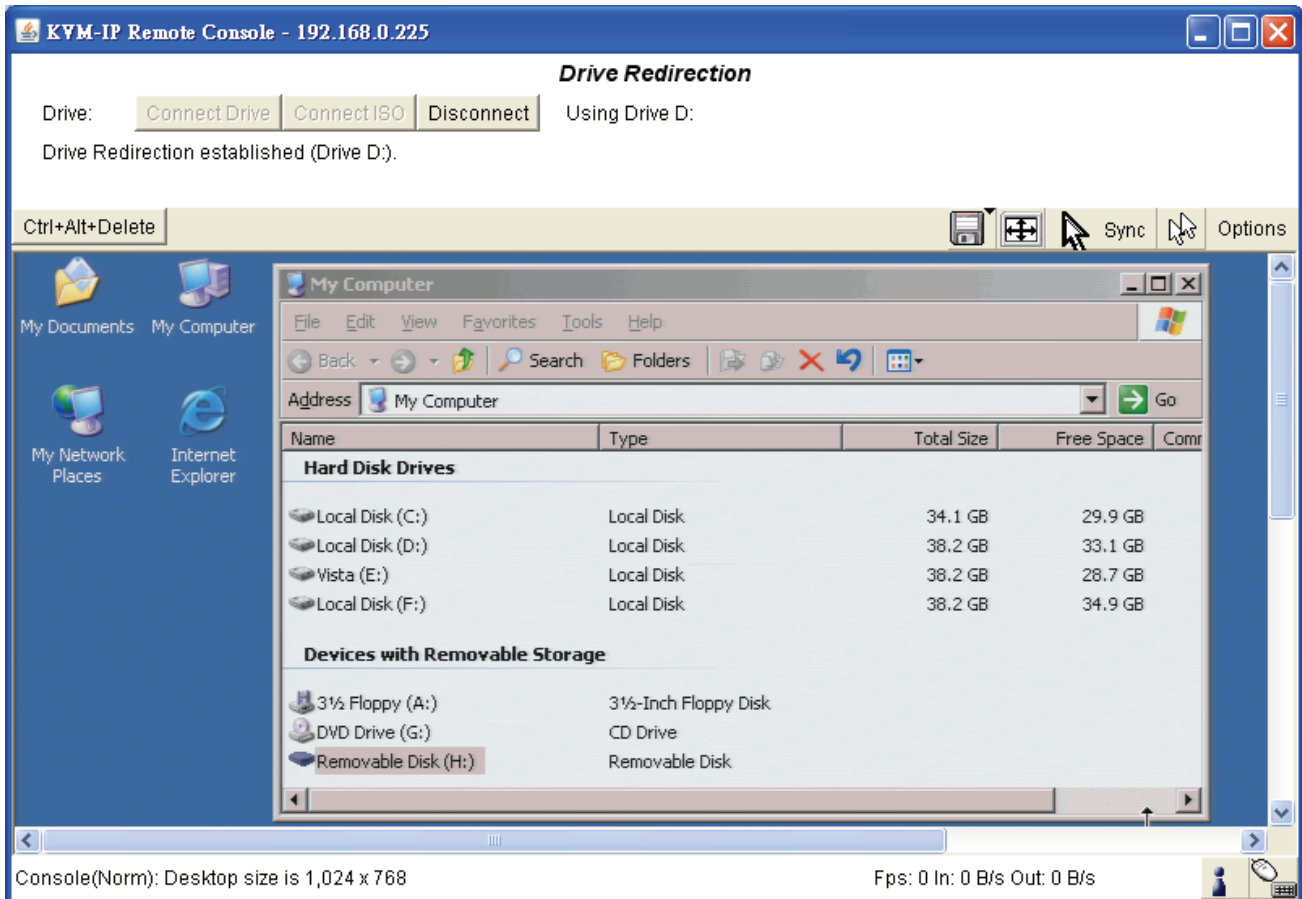 KVM-IP Remote Console - 192.168.0.225
Drive Redirection
Drive: Connect Drive Connect ISO Disconnect Using Drive D:
Drive Redirection established (Drive D:).
Ctrl+Alt+Delete Sync Options
My Documents My Computer
My Network Places
Internet Explorer
My Computer
File Edit View Favorites Tools Help
Back Search Folders
Address My Computer Go
Name Type Total Size Free Space Comr
Hard Disk Drives
Local Disk (C:) Local Disk 34.1 GB 29.9 GB
Local Disk (D:) Local Disk 38.2 GB 33.1 GB
Vista (E:) Local Disk 38.2 GB 28.7 GB
Local Disk (F:) Local Disk 38.2 GB 34.9 GB
Devices with Removable Storage
3½ Floppy (A:) 3½-Inch Floppy Disk
DVD Drive (G:) CD Drive
Removable Disk (H:) Removable Disk
Console(Norm): Desktop size is 1,024 x 768 Fps: 0 In: 0 B/s Out: 0 B/s